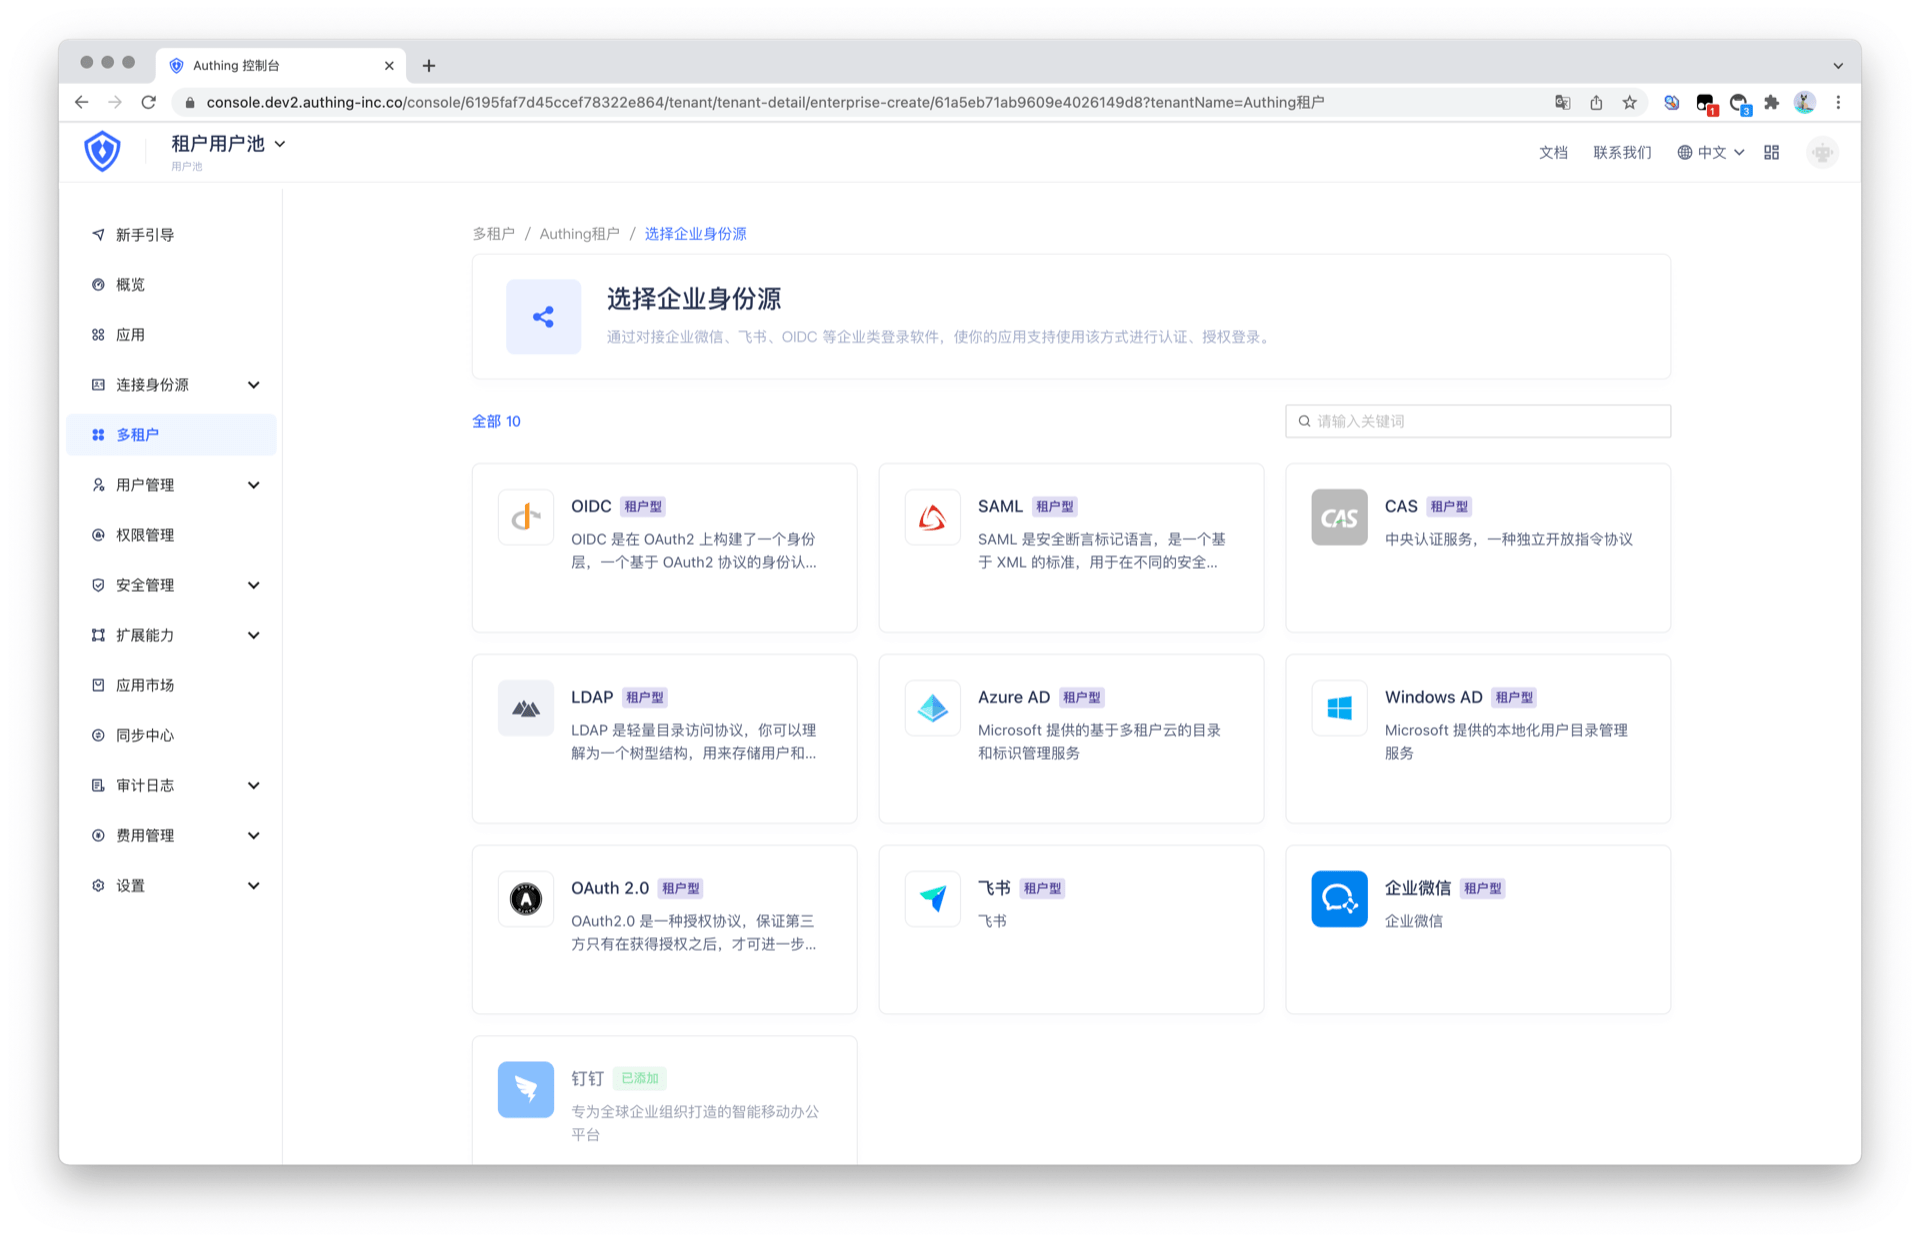 Authing 控制台
console.dev2.authing-inc.co/console/6195faf7d45ccef78322e864/tenant/tenant-detail/enterprise-create/61a5eb71ab9609e4026149d8?tenantName=Authing租户
1
3
租户用户池
用户池
文档
联系我们
中文
新手引导
概览
应用
连接身份源
多租户
用户管理
权限管理
安全管理
扩展能力
应用市场
同步中心
审计日志
费用管理
设置
多租户 / Authing租户 / 选择企业身份源
选择企业身份源
通过对接企业微信、飞书、OIDC 等企业类登录软件，使你的应用支持使用该方式进行认证、授权登录。
全部 10
请输入关键词
OIDC 租户型
OIDC 是在 OAuth2 上构建了一个身份
层，一个基于 OAuth2 协议的身份认...
SAML 租户型
SAML 是安全断言标记语言，是一个基
于 XML 的标准，用于在不同的安全...
CAS
CAS 租户型
中央认证服务，一种独立开放指令协议
LDAP 租户型
LDAP 是轻量目录访问协议，你可以理
解为一个树型结构，用来存储用户和...
Azure AD 租户型
Microsoft 提供的基于多租户云的目录
和标识管理服务
Windows AD 租户型
Microsoft 提供的本地化用户目录管理
服务
OAuth 2.0 租户型
OAuth2.0 是一种授权协议，保证第三
方只有在获得授权之后，才可进一步...
飞书 租户型
飞书
企业微信 租户型
企业微信
钉钉 已添加
专为全球企业组织打造的智能移动办公
平台